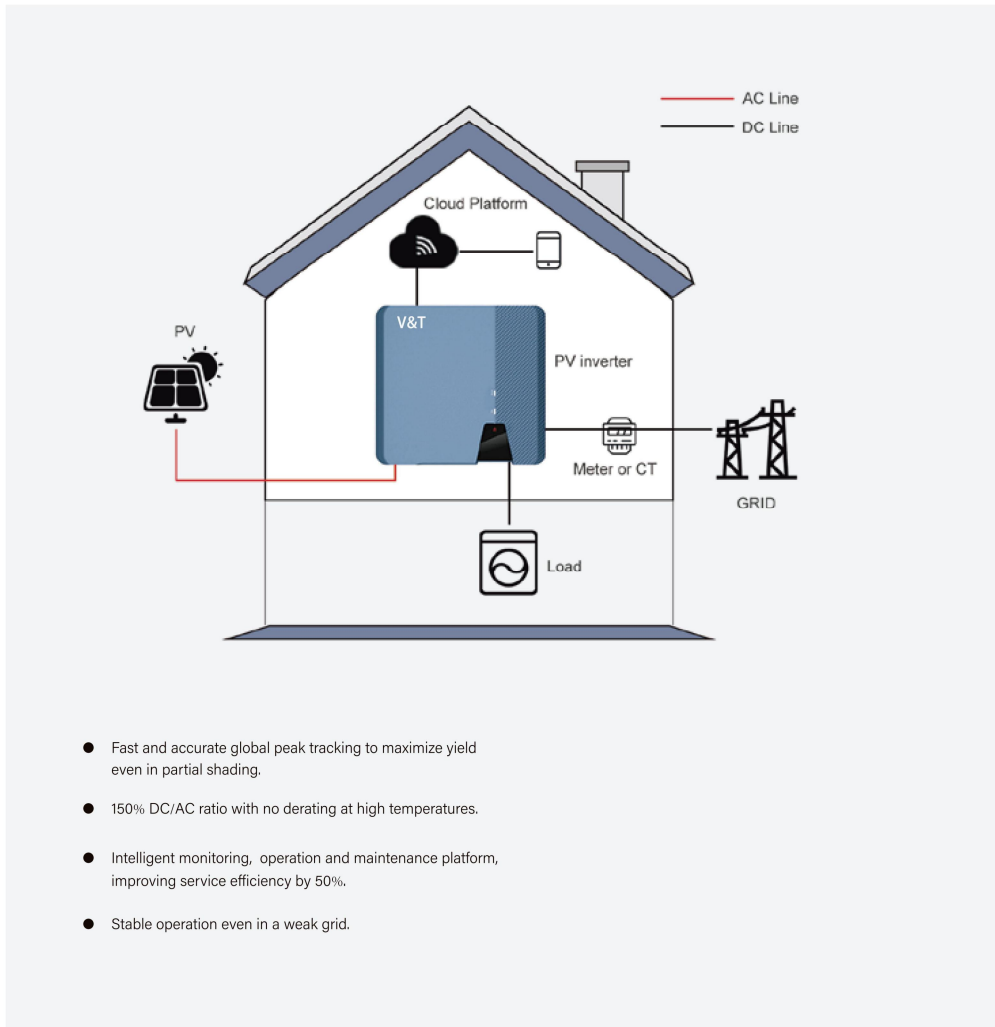 AC Line
DC Line
Cloud Platform
V&T
PV
PV inverter
Meter or CT
GRID
Load
● Fast and accurate global peak tracking to maximize yield
even in partial shading.
● 150% DC/AC ratio with no derating at high temperatures.
● Intelligent monitoring, operation and maintenance platform,
improving service efficiency by 50%.
● Stable operation even in a weak grid.